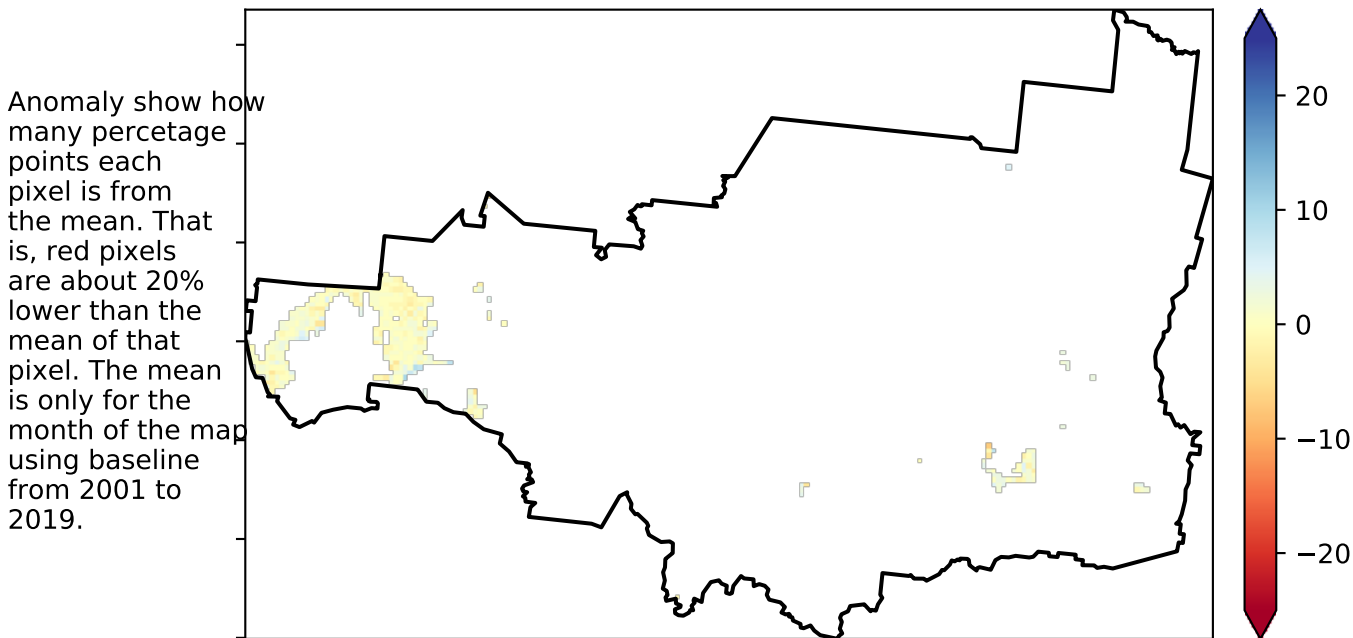 Anomaly show how
many percetage
points each
pixel is from
the mean. That
is, red pixels
are about 20%
lower than the
mean of that
pixel. The mean
is only for the
month of the map
using baseline
from 2001 to
2019.
20
10
0
−10
−20